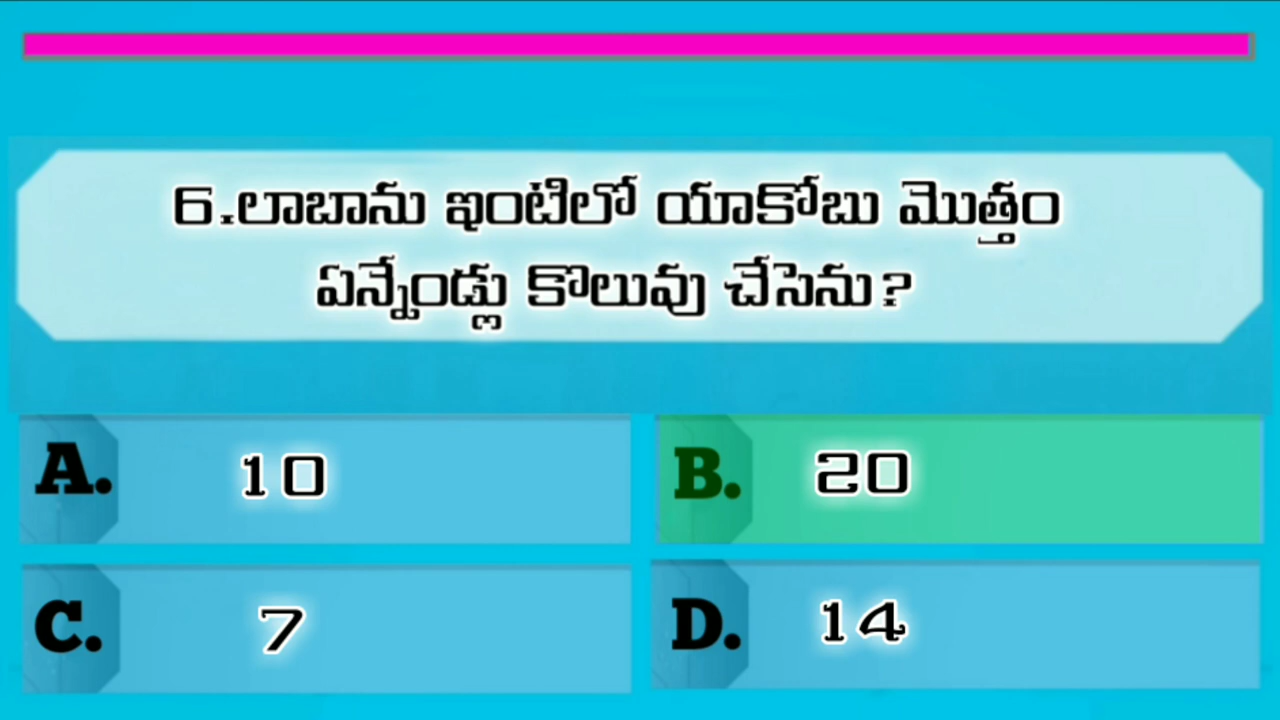 6.లాబాను ఇంటిలో యాకోబు మొత్తం
ఏన్నేండ్లు కొలువు చేసెను?
A. 10
B. 20
C. 7
D. 14